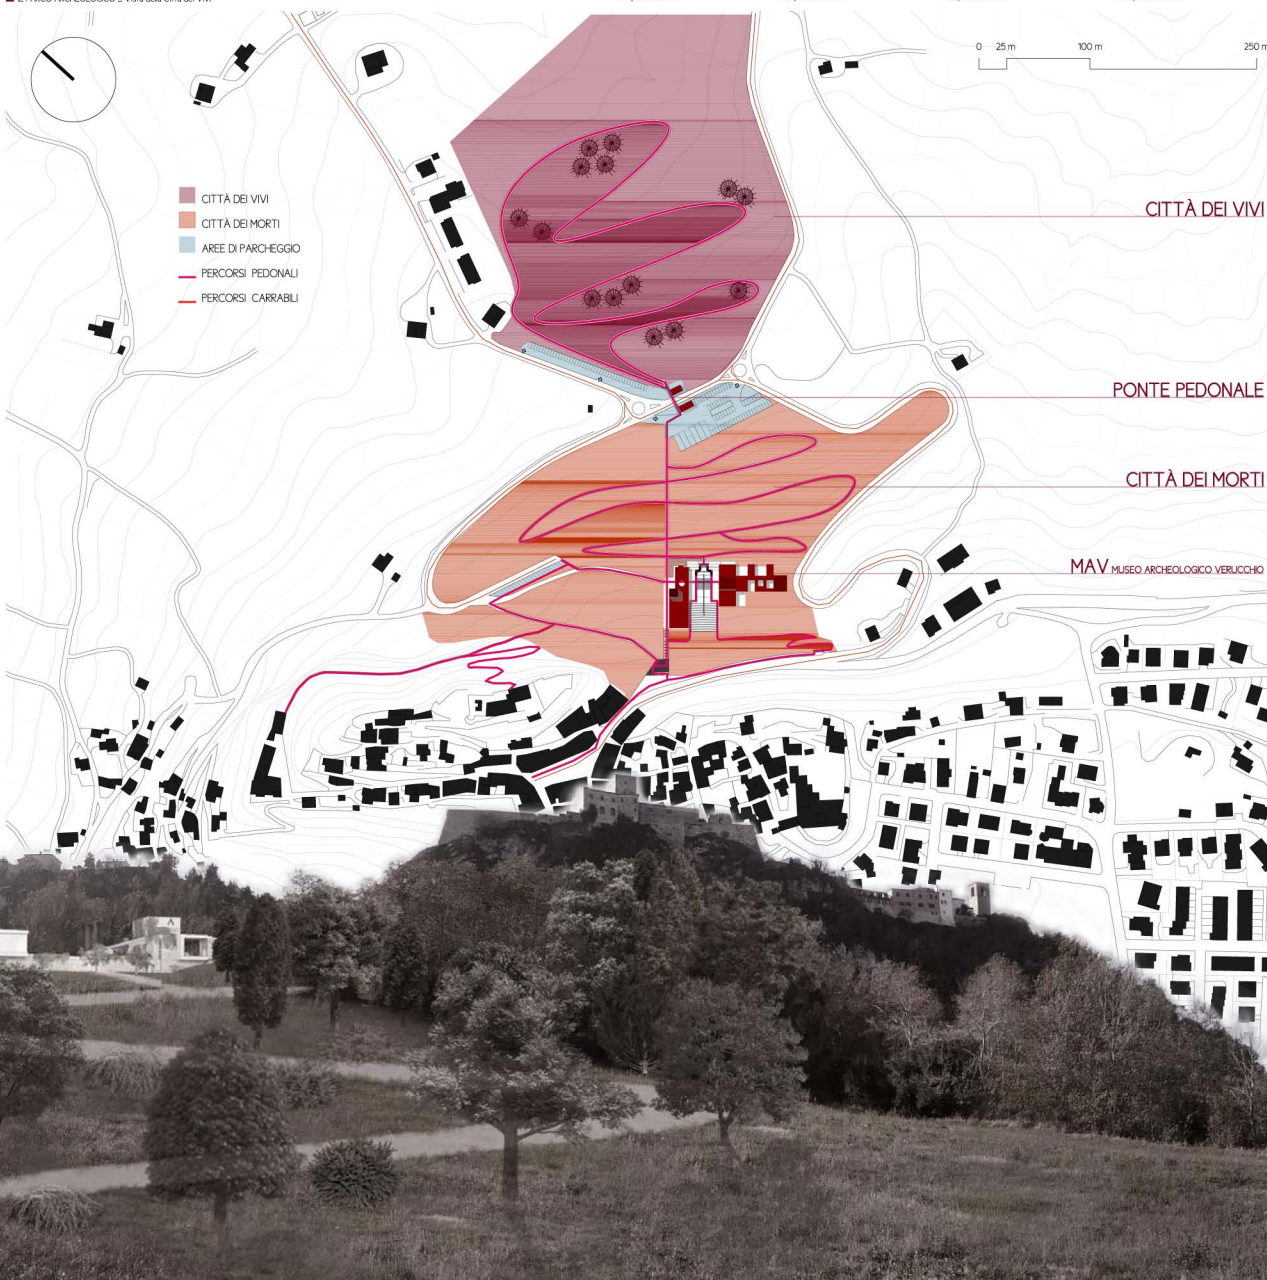 0 25 m 100 m 250 m
CITTÀ DEI VIVI
CITTÀ DEI MORTI
AREE DI PARCHEGGIO
PERCORSI PEDONALI
PERCORSI CARRABILI
CITTÀ DEI VIVI
PONTE PEDONALE
CITTÀ DEI MORTI
MAV MUSEO ARCHEOLOGICO VERUCCHIO
A